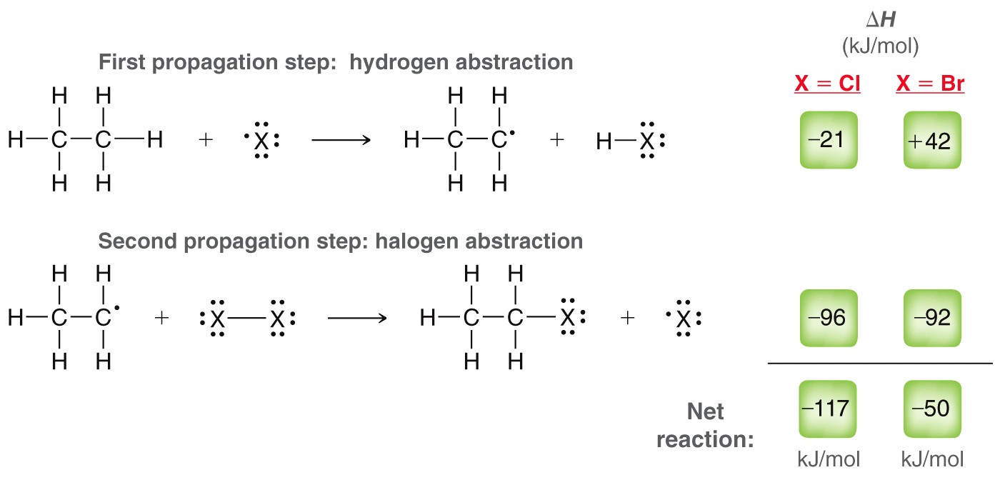 ΔH
(kJ/mol)
First propagation step: hydrogen abstraction
X = Cl X = Br
H H H H
H—C—C—H + ·X: ⟶ H—C—C· + H—X: –21 +42
H H H H
Second propagation step: halogen abstraction
H H H H
H—C—C· + :X—X: ⟶ H—C—C—X: + ·X: –96 –92
H H H H
Net –117 –50
reaction:
kJ/mol kJ/mol